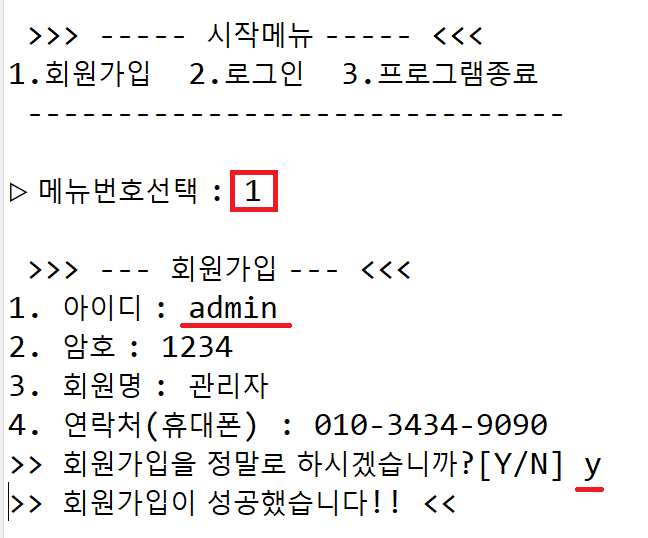 >>> ----- 시작메뉴 ----- <<<
1.회원가입  2.로그인  3.프로그램종료
------------------------------
▷ 메뉴번호선택 : 1
>>> --- 회원가입 --- <<<
1. 아이디 : admin
2. 암호 : 1234
3. 회원명 : 관리자
4. 연락처(휴대폰) : 010-3434-9090
>> 회원가입을 정말로 하시겠습니까?[Y/N] y
>> 회원가입이 성공했습니다!! <<